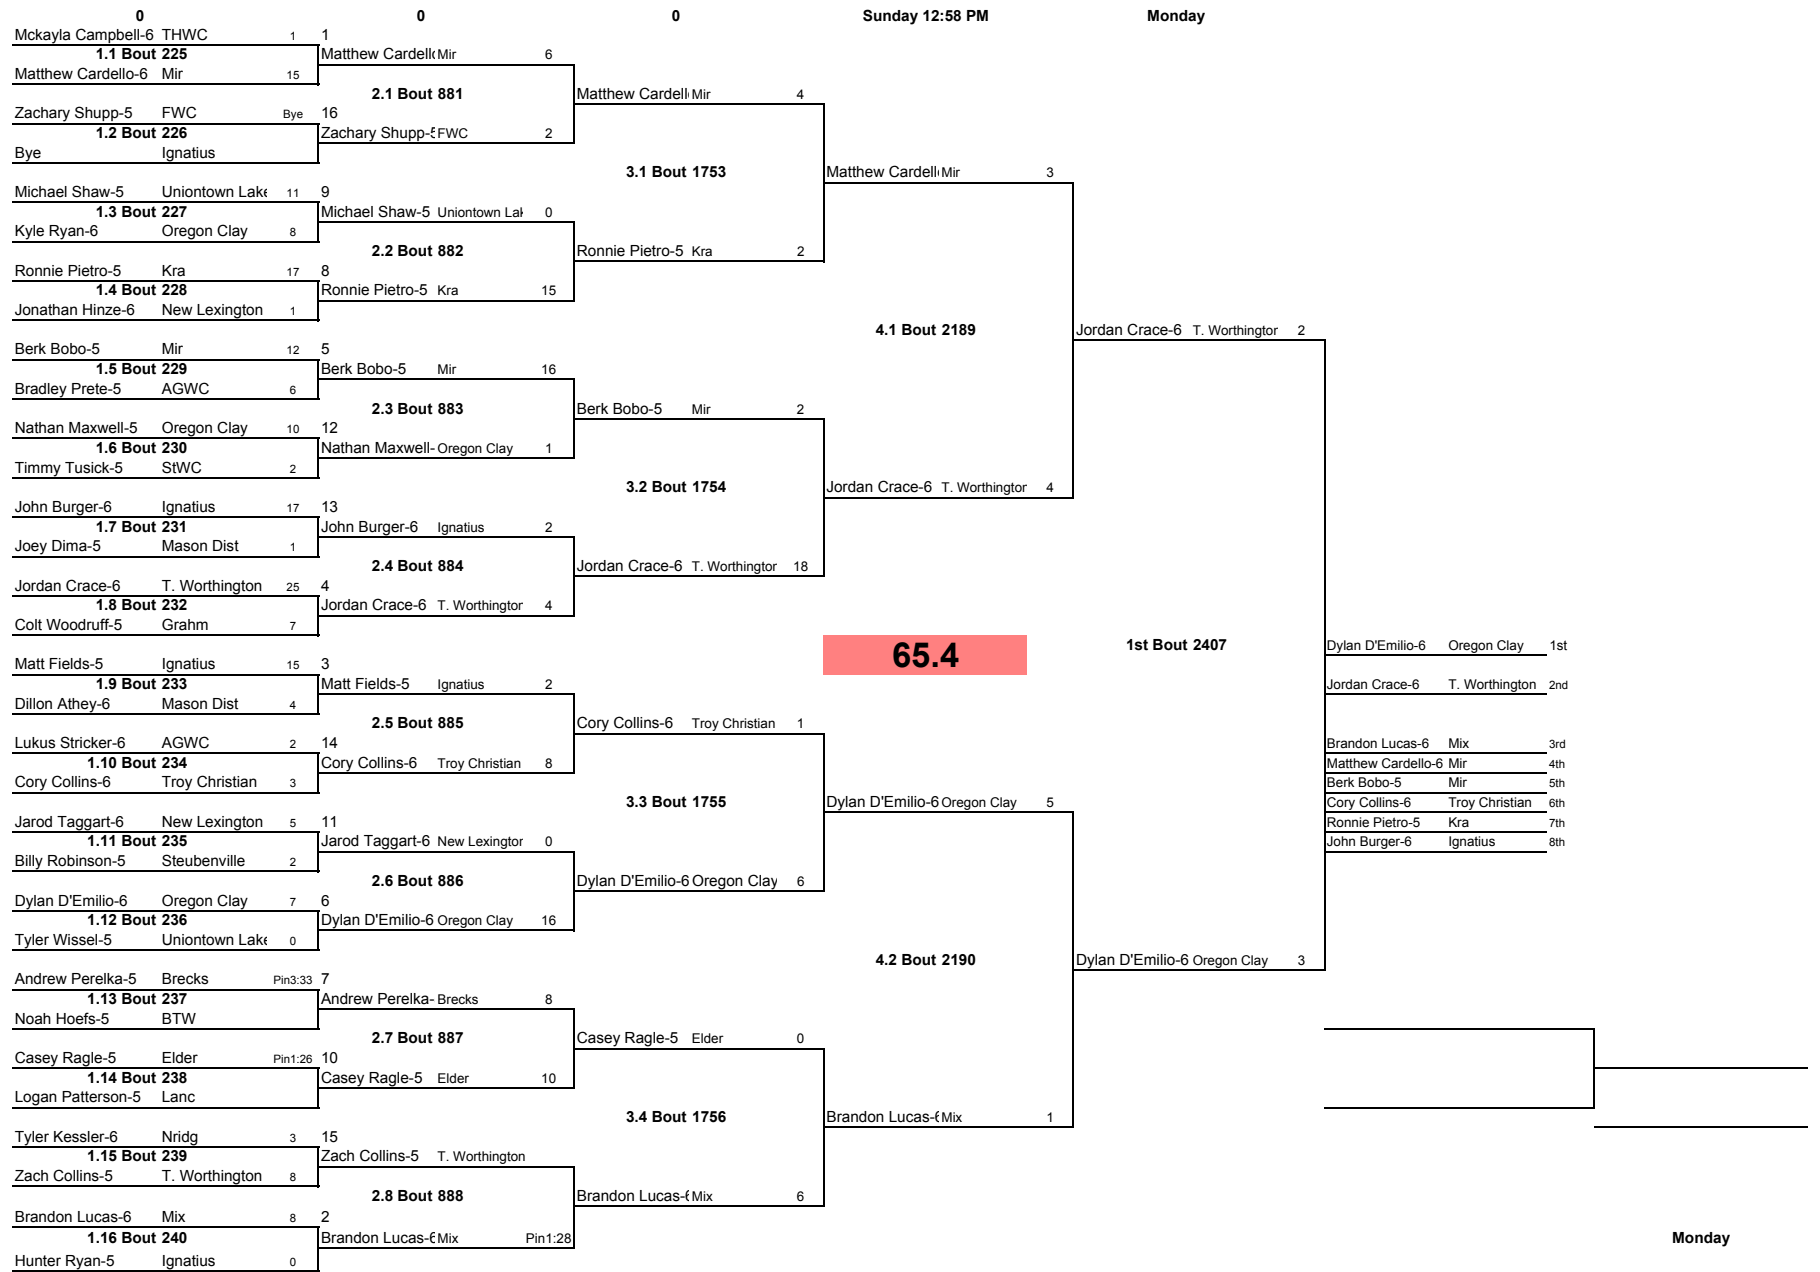 0 0 0 Sunday 12:58 PM Monday
Mckayla Campbell-6 THWC 1 1
1.1 Bout 225 Matthew Cardello Mir 6
Matthew Cardello-6 Mir 15
2.1 Bout 881 Matthew Cardell Mir 4
Zachary Shupp-5 FWC Bye 16
1.2 Bout 226 Zachary Shupp-5 FWC 2
Bye Ignatius
3.1 Bout 1753 Matthew Cardell Mir 3
Michael Shaw-5 Uniontown Lake 11 9
1.3 Bout 227 Michael Shaw-5 Uniontown Lak 0
Kyle Ryan-6 Oregon Clay 8
2.2 Bout 882 Ronnie Pietro-5 Kra 2
Ronnie Pietro-5 Kra 17 8
1.4 Bout 228 Ronnie Pietro-5 Kra 15
Jonathan Hinze-6 New Lexington 1
4.1 Bout 2189 Jordan Crace-6 T. Worthington 2
Berk Bobo-5 Mir 12 5
1.5 Bout 229 Berk Bobo-5 Mir 16
Bradley Prete-5 AGWC 6
2.3 Bout 883 Berk Bobo-5 Mir 2
Nathan Maxwell-5 Oregon Clay 10 12
1.6 Bout 230 Nathan Maxwell- Oregon Clay 1
Timmy Tusick-5 StWC 2
3.2 Bout 1754 Jordan Crace-6 T. Worthington 4
John Burger-6 Ignatius 17 13
1.7 Bout 231 John Burger-6 Ignatius 2
Joey Dima-5 Mason Dist 1
2.4 Bout 884 Jordan Crace-6 T. Worthington 18
Jordan Crace-6 T. Worthington 25 4
1.8 Bout 232 Jordan Crace-6 T. Worthington 4
Colt Woodruff-5 Grahm 7
65.4 1st Bout 2407 Dylan D'Emilio-6 Oregon Clay 1st
Matt Fields-5 Ignatius 15 3
1.9 Bout 233 Matt Fields-5 Ignatius 2 Jordan Crace-6 T. Worthington 2nd
Dillon Athey-6 Mason Dist 4
2.5 Bout 885 Cory Collins-6 Troy Christian 1
Lukus Stricker-6 AGWC 2 14 Brandon Lucas-6 Mix 3rd
1.10 Bout 234 Cory Collins-6 Troy Christian 8 Matthew Cardello-6 Mir 4th
Cory Collins-6 Troy Christian 3 Berk Bobo-5 Mir 5th
3.3 Bout 1755 Dylan D'Emilio-6 Oregon Clay 5 Cory Collins-6 Troy Christian 6th
Jarod Taggart-6 New Lexington 5 11 Ronnie Pietro-5 Kra 7th
1.11 Bout 235 Jarod Taggart-6 New Lexington 0 John Burger-6 Ignatius 8th
Billy Robinson-5 Steubenville 2
2.6 Bout 886 Dylan D'Emilio-6 Oregon Clay 6
Dylan D'Emilio-6 Oregon Clay 7 6
1.12 Bout 236 Dylan D'Emilio-6 Oregon Clay 16
Tyler Wissel-5 Uniontown Lake 0
4.2 Bout 2190 Dylan D'Emilio-6 Oregon Clay 3
Andrew Perelka-5 Brecks Pin3:33 7
1.13 Bout 237 Andrew Perelka- Brecks 8
Noah Hoefs-5 BTW
2.7 Bout 887 Casey Ragle-5 Elder 0
Casey Ragle-5 Elder Pin1:26 10
1.14 Bout 238 Casey Ragle-5 Elder 10
Logan Patterson-5 Lanc
3.4 Bout 1756 Brandon Lucas-6 Mix 1
Tyler Kessler-6 Nridg 3 15
1.15 Bout 239 Zach Collins-5 T. Worthington
Zach Collins-5 T. Worthington 8
2.8 Bout 888 Brandon Lucas-6 Mix 6
Brandon Lucas-6 Mix 8 2
1.16 Bout 240 Brandon Lucas-6 Mix Pin1:28 Monday
Hunter Ryan-5 Ignatius 0